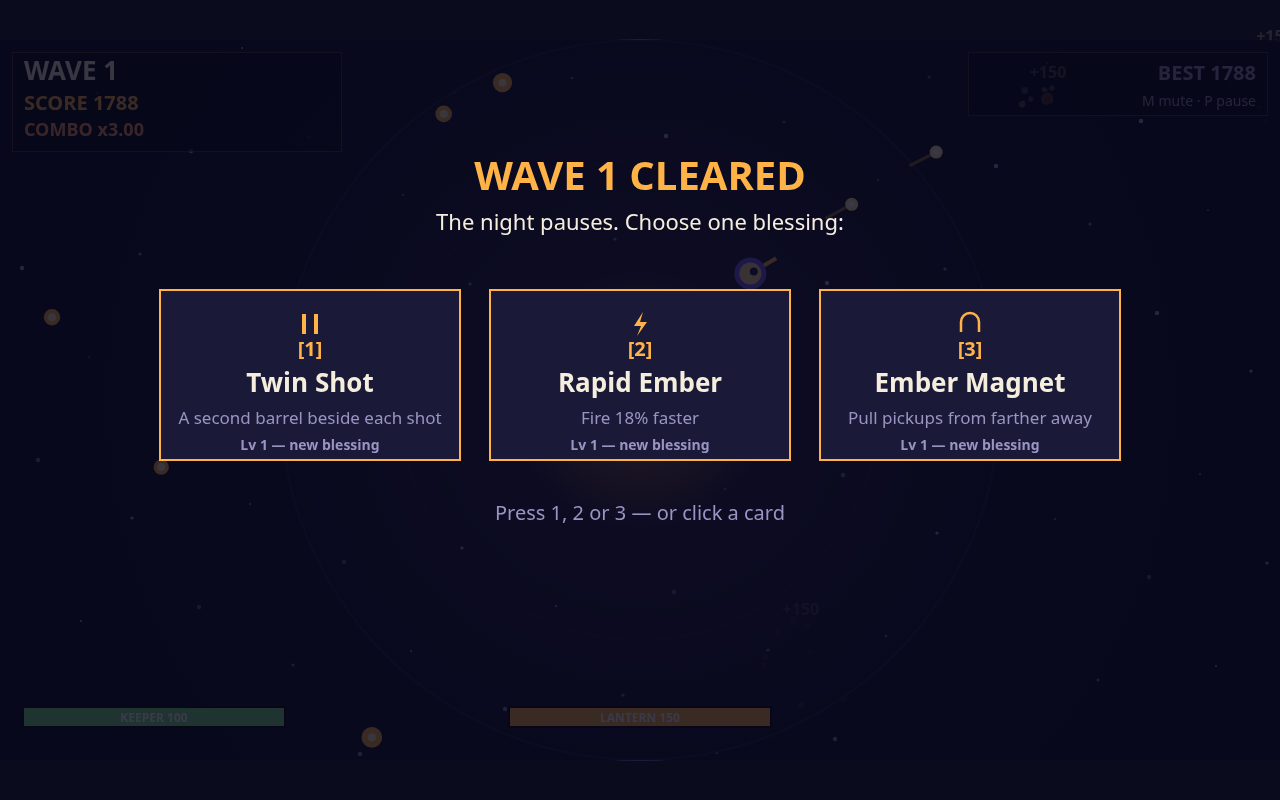 WAVE 1
SCORE 1788
COMBO x3.00
+150
BEST 1788
M mute · P pause
WAVE 1 CLEARED
The night pauses. Choose one blessing:
[1]
Twin Shot
A second barrel beside each shot
Lv 1 — new blessing
[2]
Rapid Ember
Fire 18% faster
Lv 1 — new blessing
[3]
Ember Magnet
Pull pickups from farther away
Lv 1 — new blessing
Press 1, 2 or 3 — or click a card
+150
KEEPER 100
LANTERN 150